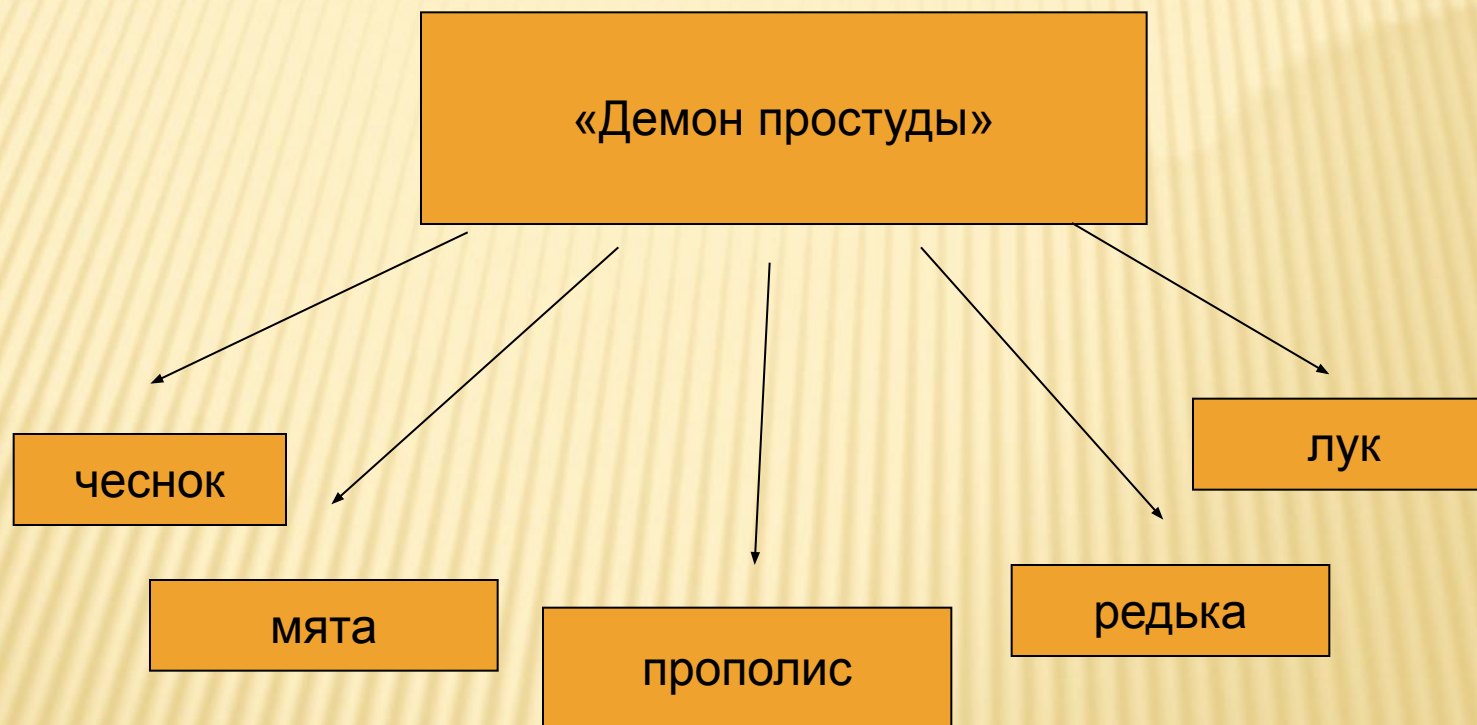 «Демон простуды»
чеснок
мята
прополис
редька
лук